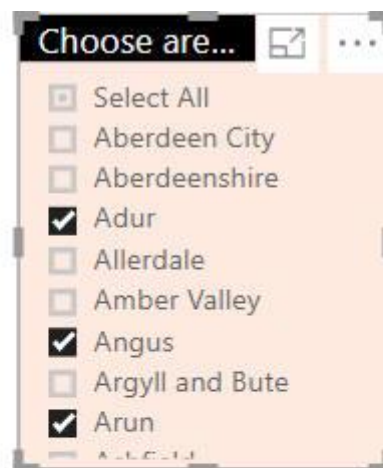 Choose are...
Select All
Aberdeen City
Aberdeenshire
Adur
Allerdale
Amber Valley
Angus
Argyll and Bute
Arun